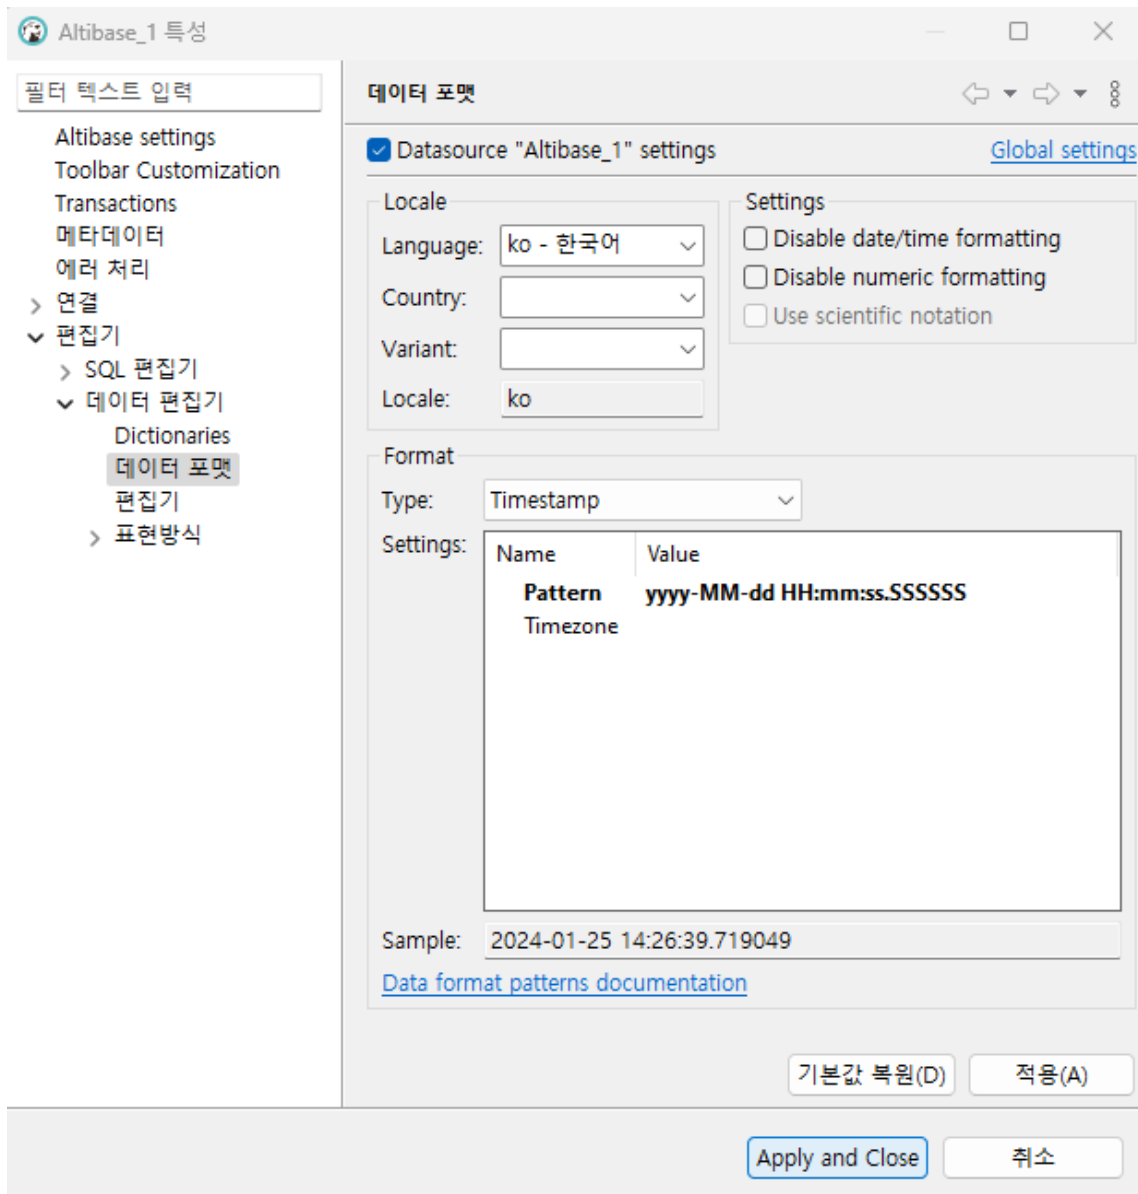 Altibase_1 특성
필터 텍스트 입력
Altibase settings
Toolbar Customization
Transactions
메타데이터
에러 처리
연결
편집기
SQL 편집기
데이터 편집기
Dictionaries
데이터 포맷
편집기
표현방식
데이터 포맷
Datasource "Altibase_1" settings
Global settings
Locale
Language: ko - 한국어
Country:
Variant:
Locale: ko
Settings
Disable date/time formatting
Disable numeric formatting
Use scientific notation
Format
Type: Timestamp
Settings: Name Value
Pattern yyyy-MM-dd HH:mm:ss.SSSSSS
Timezone
Sample: 2024-01-25 14:26:39.719049
Data format patterns documentation
기본값 복원(D) 적용(A)
Apply and Close 취소